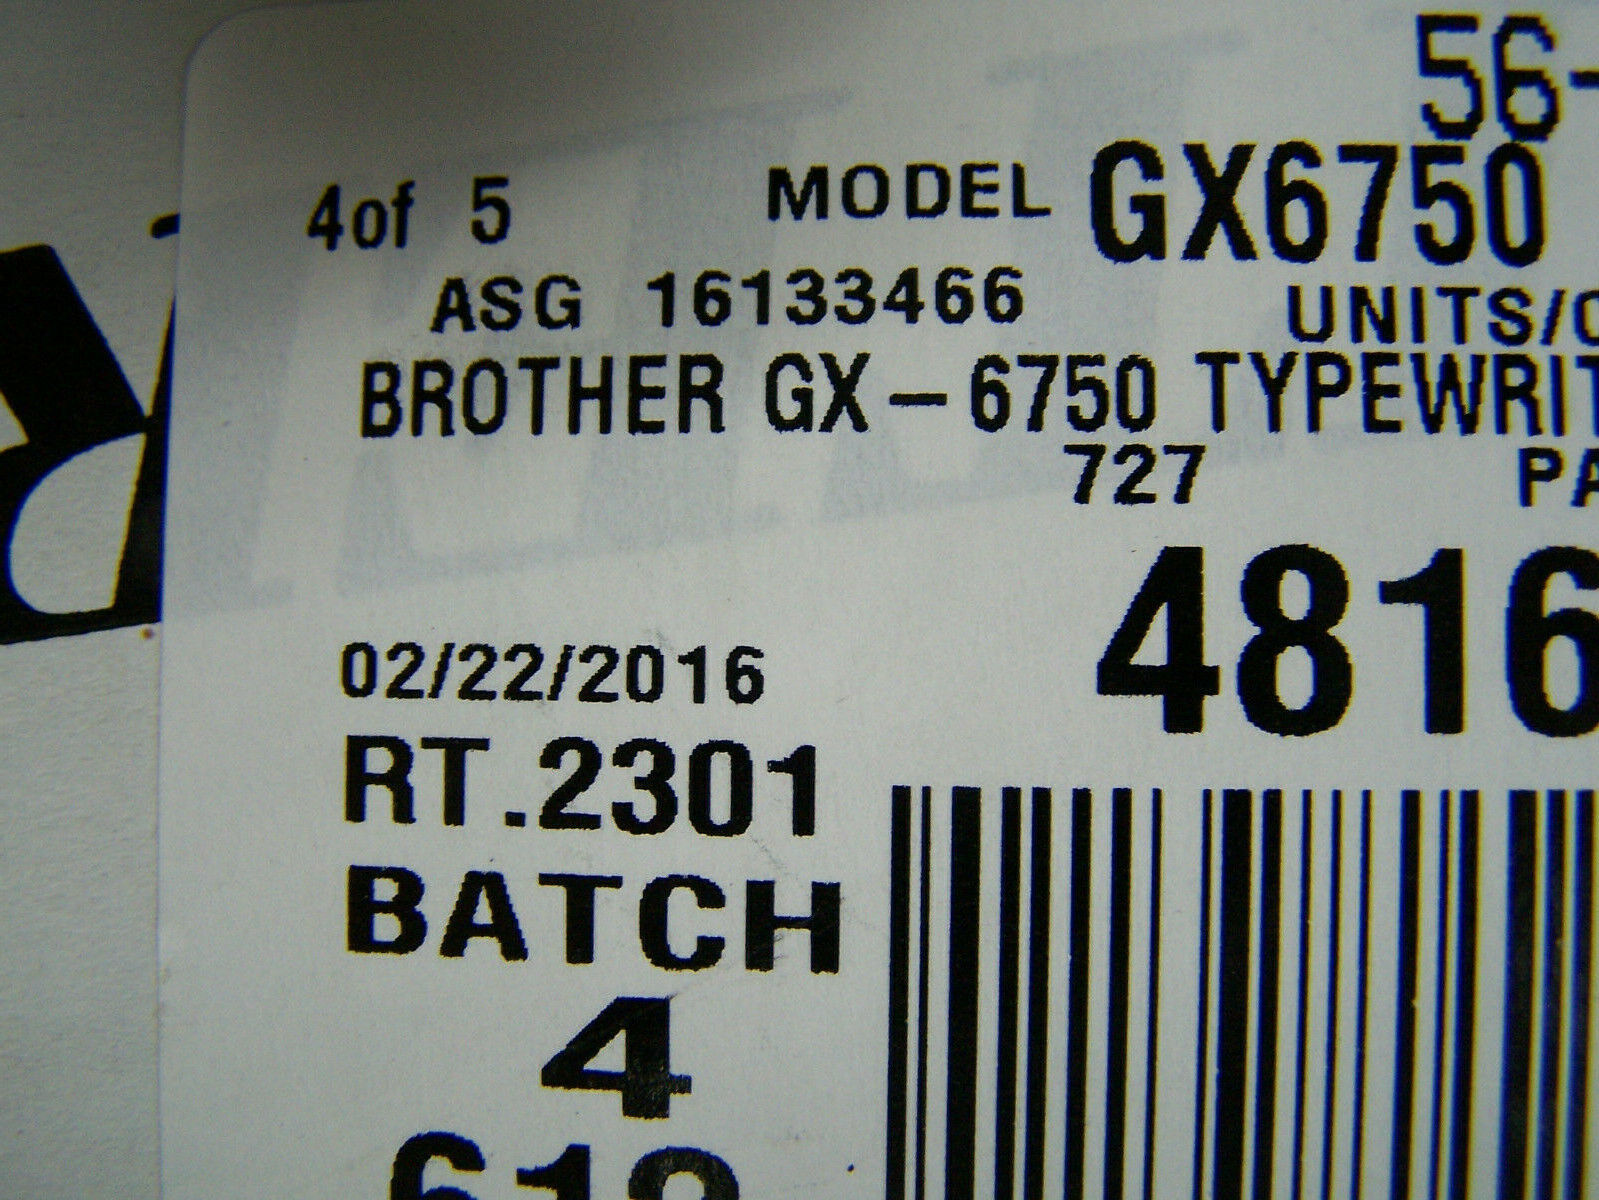 56-
4of 5 MODEL GX6750
ASG 16133466 UNITS/
BROTHER GX-6750 TYPEWRIT
727 PA
4816
02/22/2016
RT.2301
BATCH
4